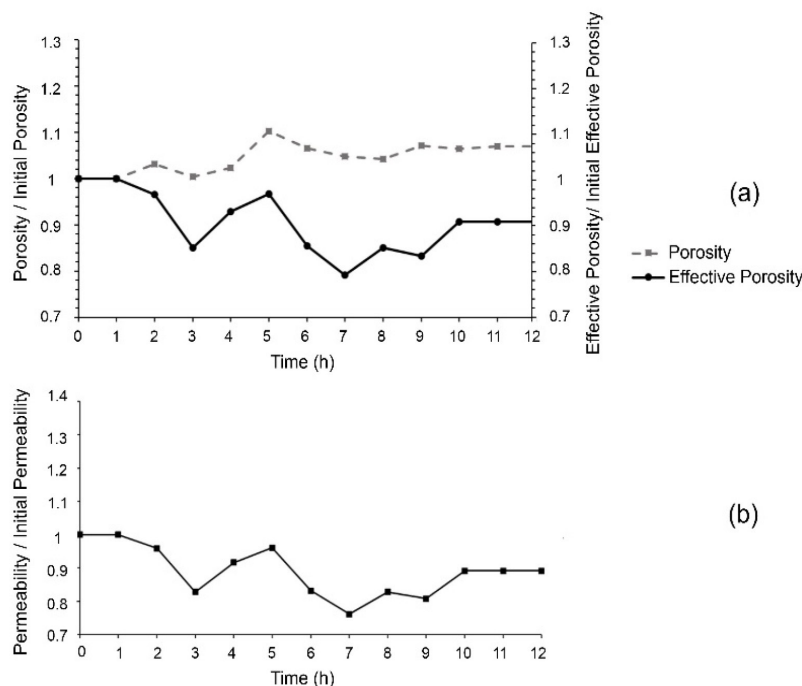 Porosity / Initial Porosity
1.3
1.2
1.1
1
0.9
0.8
0.7
0 1 2 3 4 5 6 7 8 9 10 11 12
Time (h)
1.3
1.2
1.1
1
0.9
0.8
0.7
Effective Porosity/ Initial Effective Porosity
(a)
Porosity
Effective Porosity
Permeability / Initial Permeability
1.4
1.3
1.2
1.1
1
0.9
0.8
0.7
0 1 2 3 4 5 6 7 8 9 10 11 12
Time (h)
(b)